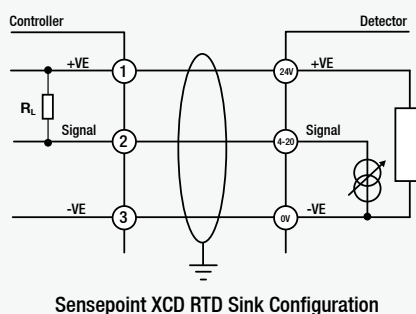 Controller
Detector
+VE
1
24V
+VE
RL
Signal
2
4-20
Signal
-VE
3
0V
-VE
Sensepoint XCD RTD Sink Configuration